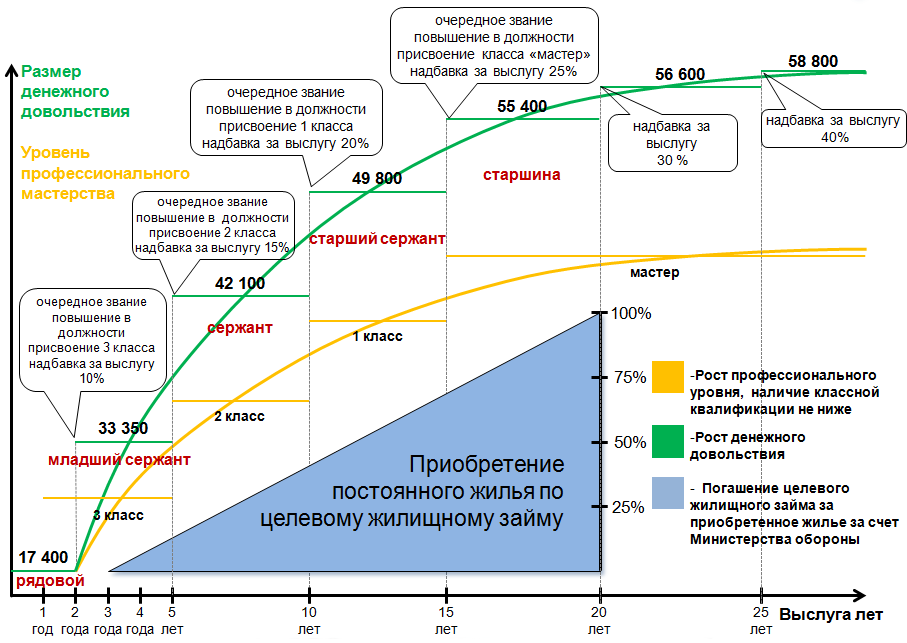 очередное звание
повышение в должности
присвоение класса «мастер»
надбавка за выслугу 25%
58 800
56 600
Размер
денежного
довольствия
очередное звание
повышение в должности
присвоение 1 класса
надбавка за выслугу 20%
55 400
надбавка за
выслугу
30 %
надбавка за выслугу
40%
Уровень
профессионального
мастерства
49 800
старшина
очередное звание
повышение в должности
присвоение 2 класса
надбавка за выслугу 15%
старший сержант
мастер
42 100
очередное звание
повышение в
должности
присвоение 3 класса
надбавка за выслугу
10%
сержант
1 класс
100%
75%
50%
25%
2 класс
33 350
младший сержант
3 класс
Приобретение
постоянного жилья по
целевому жилищному займу
-Рост профессионального
уровня, наличие классной
квалификации не ниже
-Рост денежного
довольствия
- Погашение целевого
жилищного займа за
приобретенное жилье за счет
Министерства обороны
17 400
рядовой
1
год
2
года
3
года
4
года
5
лет
10
лет
15
лет
20
лет
25
лет
Выслуга лет